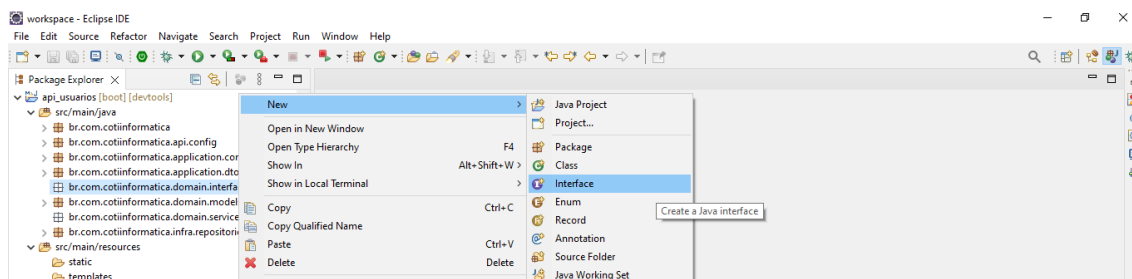 workspace - Eclipse IDE
File Edit Source Refactor Navigate Search Project Run Window Help
Package Explorer
api_usuarios [boot] [devtools]
src/main/java
br.com.cotiinformatica
br.com.cotiinformatica.api.config
br.com.cotiinformatica.application.cor
br.com.cotiinformatica.application.dto
br.com.cotiinformatica.domain.interfa
br.com.cotiinformatica.domain.model
br.com.cotiinformatica.domain.service
br.com.cotiinformatica.infra.repositori
src/main/resources
static
templates
New
Open in New Window
Open Type Hierarchy F4
Show In Alt+Shift+W >
Show in Local Terminal
Copy Ctrl+C
Copy Qualified Name
Paste Ctrl+V
Delete Delete
Java Project
Project...
Package
Class
Interface
Enum
Record
Annotation
Source Folder
Java Working Set
Create a Java interface